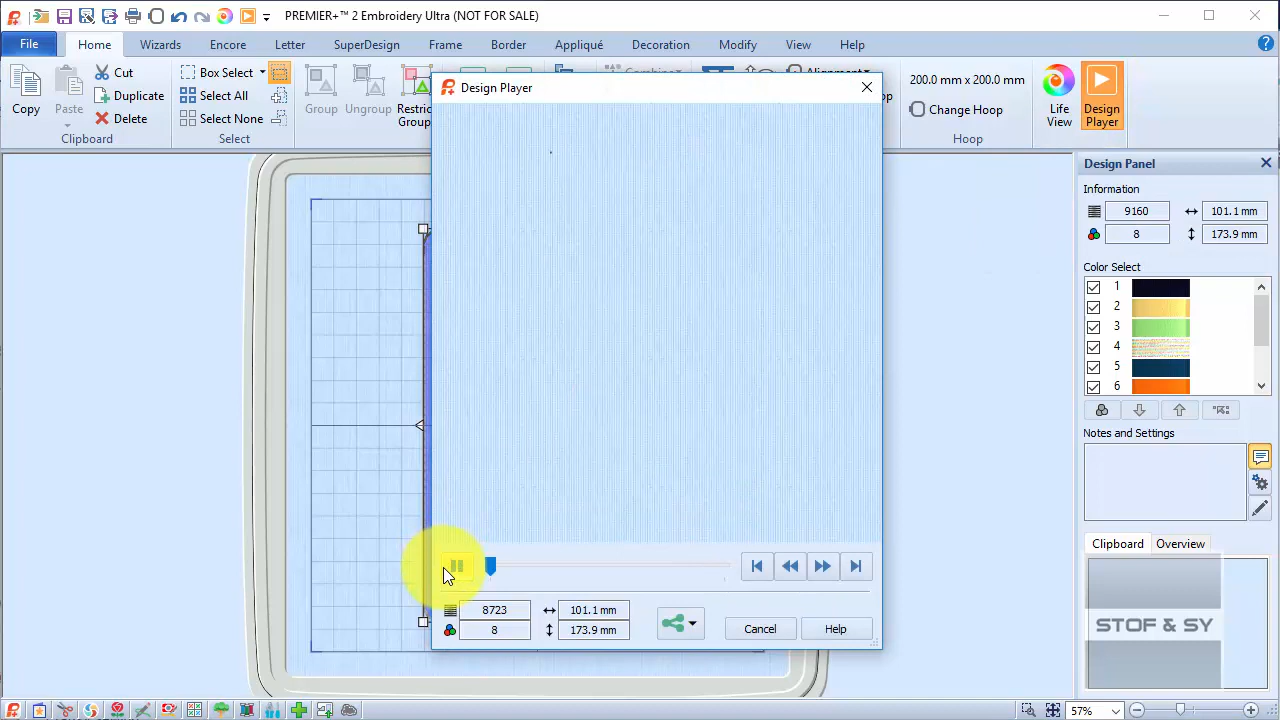 PREMIER+™ 2 Embroidery Ultra (NOT FOR SALE)
File Home Wizards Encore Letter SuperDesign Frame Border Appliqué Decoration Modify View Help
Copy
Paste
Cut
Duplicate
Delete
Clipboard
Box Select
Select All
Select None
Select
Group
Ungroup
Restrict
Group
200.0 mm x 200.0 mm
Change Hoop
Hoop
Life
View
Design
Player
Design Player
8723 101.1 mm
8 173.9 mm
Cancel
Help
Design Panel
Information
9160 101.1 mm
8 173.9 mm
Color Select
1
2
3
4
5
6
Notes and Settings
Clipboard Overview
STOF & SY
57%